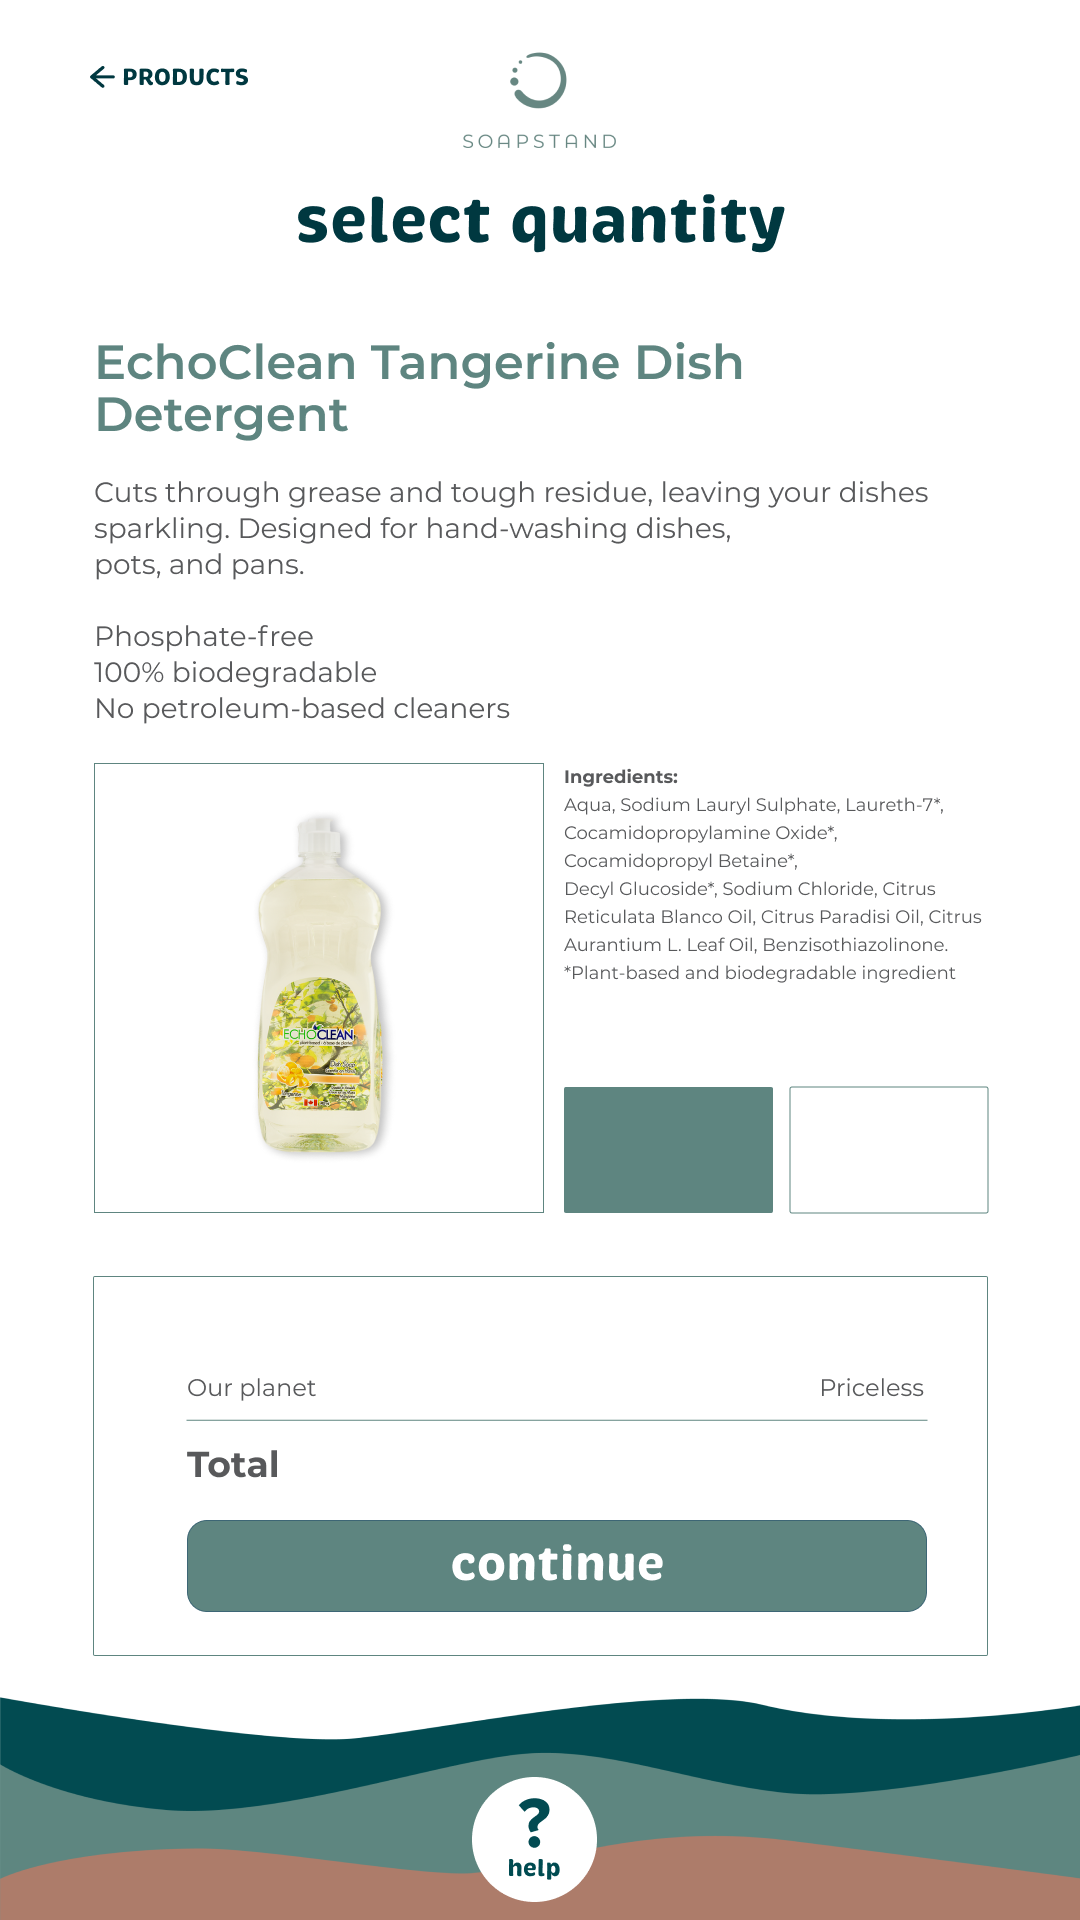 PRODUCTS
SOAPSTAND
select quantity
EchoClean Tangerine Dish
Detergent
Cuts through grease and tough residue, leaving your dishes
sparkling. Designed for hand-washing dishes,
pots, and pans.
Phosphate-free
100% biodegradable
No petroleum-based cleaners
Ingredients:
Aqua, Sodium Lauryl Sulphate, Laureth-7*,
Cocamidopropylamine Oxide*,
Cocamidopropyl Betaine*,
Decyl Glucoside*, Sodium Chloride, Citrus
Reticulata Blanco Oil, Citrus Paradisi Oil, Citrus
Aurantium L. Leaf Oil, Benzisothiazolinone.
*Plant-based and biodegradable ingredient
ECHOCLEAN
Our planet Priceless
Total
continue
?
help